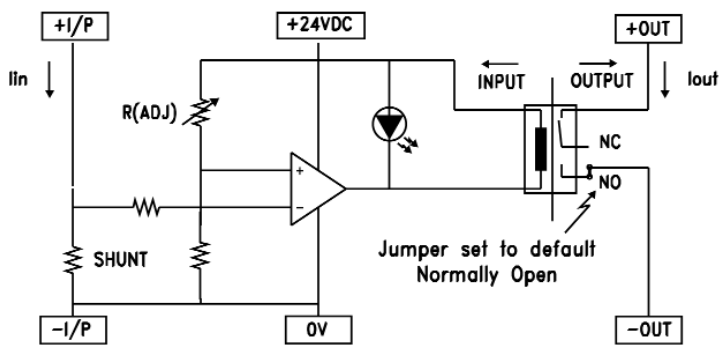 +I/P
+24VDC
+OUT
Iin
INPUT
OUTPUT
Iout
R(ADJ)
+
NC
−
NO
SHUNT
Jumper set to default
Normally Open
−I/P
0V
−OUT